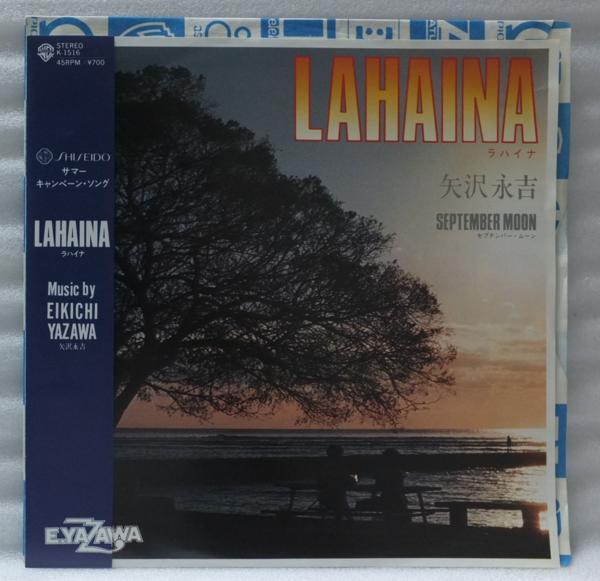 STEREO
K-1516
45RPM ¥700
SHISEIDO
サマー
キャンペーン・ソング
LAHAINA
ラハイナ
Music by
EIKICHI
YAZAWA
矢沢永吉
E.YAZAWA
LAHAINA
ラハイナ
矢沢永吉
SEPTEMBER MOON
セプテンバー・ムーン